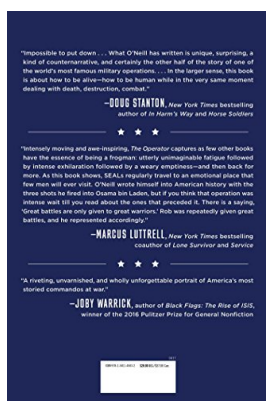 “Impossible to put down . . . What O’Neill has written is unique, surprising, a
kind of counternarrative, and certainly the other half of the story of one of
the world’s most famous military operations. . . . In the larger sense, this book
is about how to be alive—how to be human while in the very same moment
dealing with death, destruction, combat.”
—DOUG STANTON, New York Times bestselling
author of In Harm’s Way and Horse Soldiers
“Intensely moving and awe-inspiring, The Operator captures as few other books
have the essence of being a frogman: utterly unimaginable fatigue followed
by intense exhilaration followed by a weary emptiness—and then back for
more. As this book shows, SEALs regularly travel to an emotional place that
few men will ever visit. O’Neill wrote himself into American history with the
three shots he fired into Osama bin Laden, but if you think that operation was
intense wait till you read about the ones that preceded it. There is a saying,
‘Great battles are only given to great warriors.’ Rob was repeatedly given great
battles, and he represented accordingly.”
—MARCUS LUTTRELL, New York Times bestselling
coauthor of Lone Survivor and Service
“A riveting, unvarnished, and wholly unforgettable portrait of America’s most
storied commandos at war.”
—JOBY WARRICK, author of Black Flags: The Rise of ISIS,
winner of the 2016 Pulitzer Prize for General Nonfiction